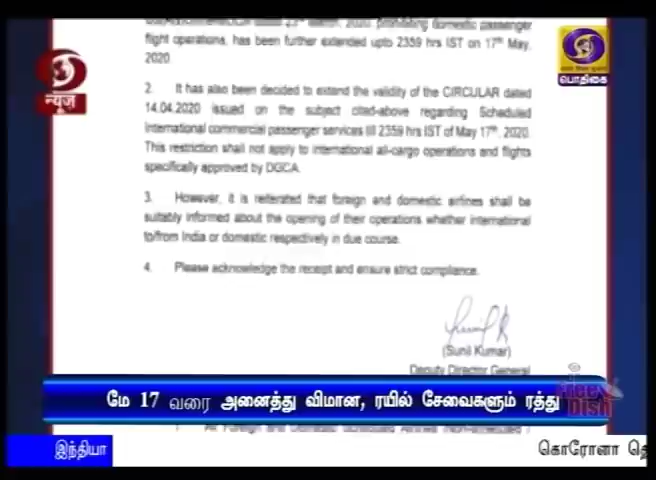 prohibiting domestic passenger
flight operations, has been further extended upto 2359 hrs IST on 17th May,
2020.
2. It has also been decided to extend the validity of the CIRCULAR dated
14.04.2020 issued on the subject cited-above regarding Scheduled
International commercial passenger services till 2359 hrs IST of May 17th, 2020.
This restriction shall not apply to international all-cargo operations and flights
specifically approved by DGCA.
3. However, it is reiterated that foreign and domestic airlines shall be
suitably informed about the opening of their operations whether international
to/from India or domestic respectively in due course.
4. Please acknowledge the receipt and ensure strict compliance.
(Sunil Kumar)
Deputy Director General
न्यूज़
பொதிகை
மே 17 வரை அனைத்து விமான, ரயில் சேவைகளும் ரத்து
Free Dish
இந்தியா
கொரோனா